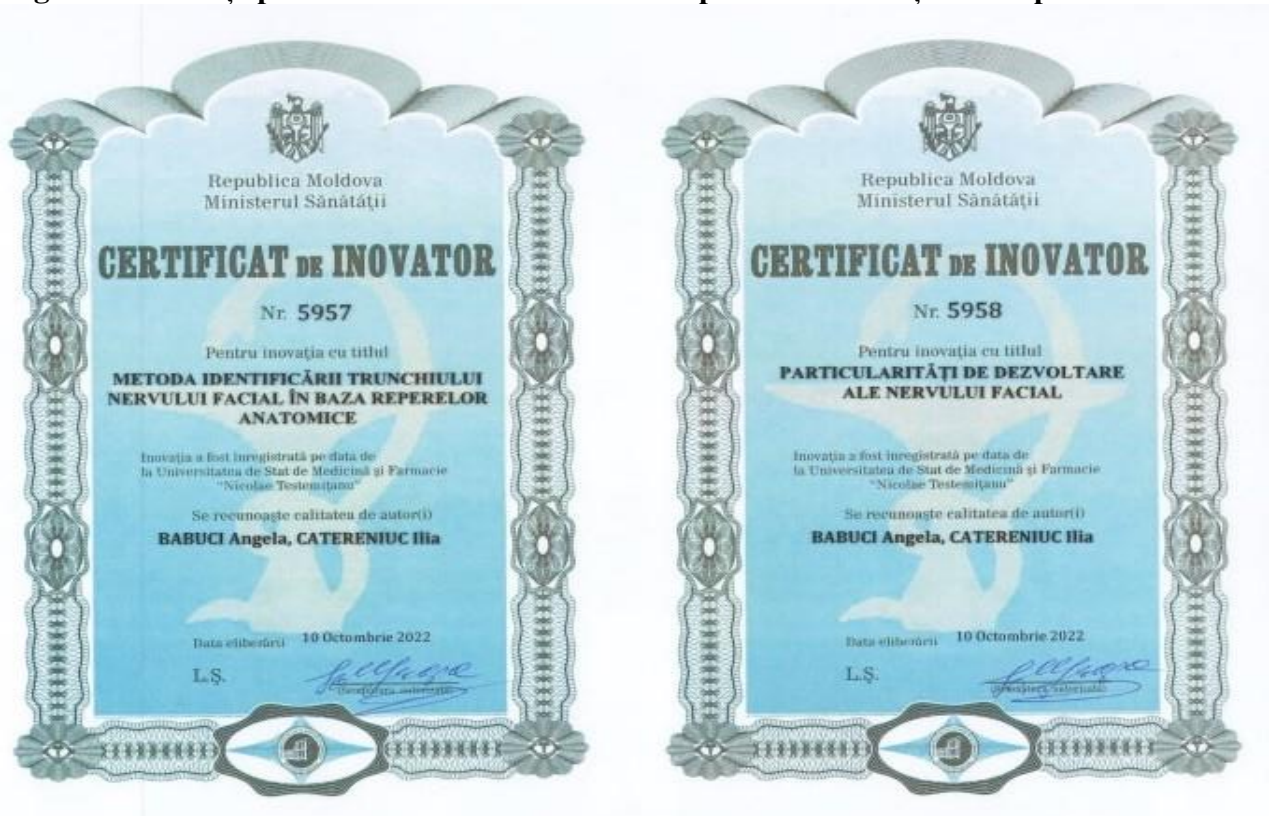 Republica Moldova
Ministerul Sănătății
CERTIFICAT DE INOVATOR
Nr. 5957
Pentru inovația cu titlul
METODA IDENTIFICĂRII TRUNCHIULUI
NERVULUI FACIAL ÎN BAZA REPERELOR
ANATOMICE
Inovația a fost înregistrată pe data de
la Universitatea de Stat de Medicină și Farmacie
"Nicolae Testemițanu"
Se recunoaște calitatea de autor(i)
BABUCI Angela, CATERENIUC Ilia
Data eliberării 10 Octombrie 2022
L.Ș.
(Semnătura autorizată)
Republica Moldova
Ministerul Sănătății
CERTIFICAT DE INOVATOR
Nr. 5958
Pentru inovația cu titlul
PARTICULARITĂȚI DE DEZVOLTARE
ALE NERVULUI FACIAL
Inovația a fost înregistrată pe data de
la Universitatea de Stat de Medicină și Farmacie
"Nicolae Testemițanu"
Se recunoaște calitatea de autor(i)
BABUCI Angela, CATERENIUC Ilia
Data eliberării 10 Octombrie 2022
L.Ș.
(Semnătura autorizată)